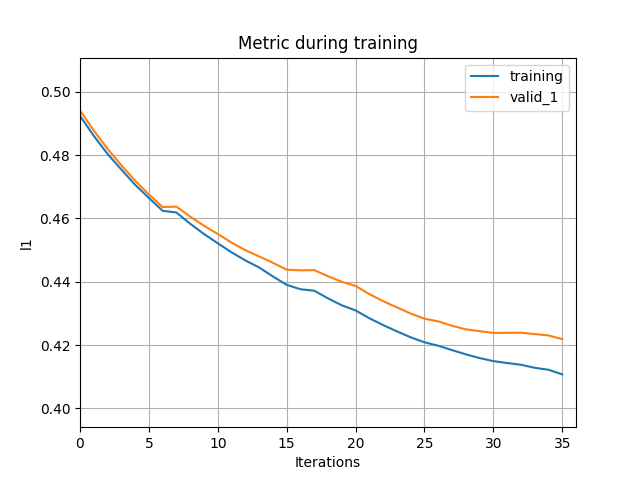 Metric during training
training
valid_1
0.50
0.48
0.46
0.44
0.42
0.40
l1
0 5 10 15 20 25 30 35
Iterations